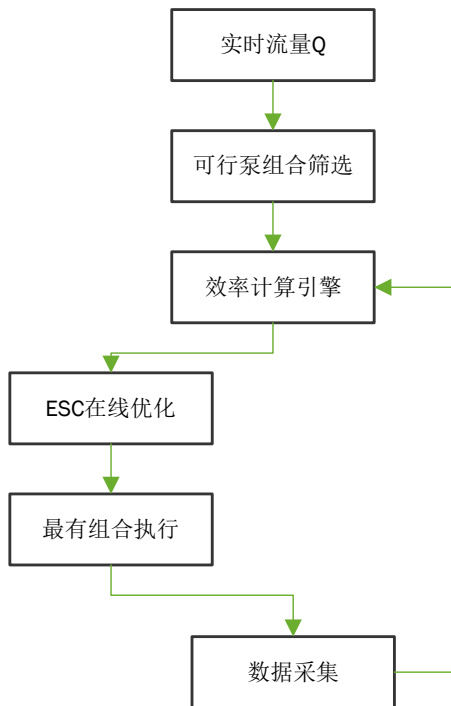 实时流量Q
可行泵组合筛选
效率计算引擎
ESC在线优化
最有组合执行
数据采集